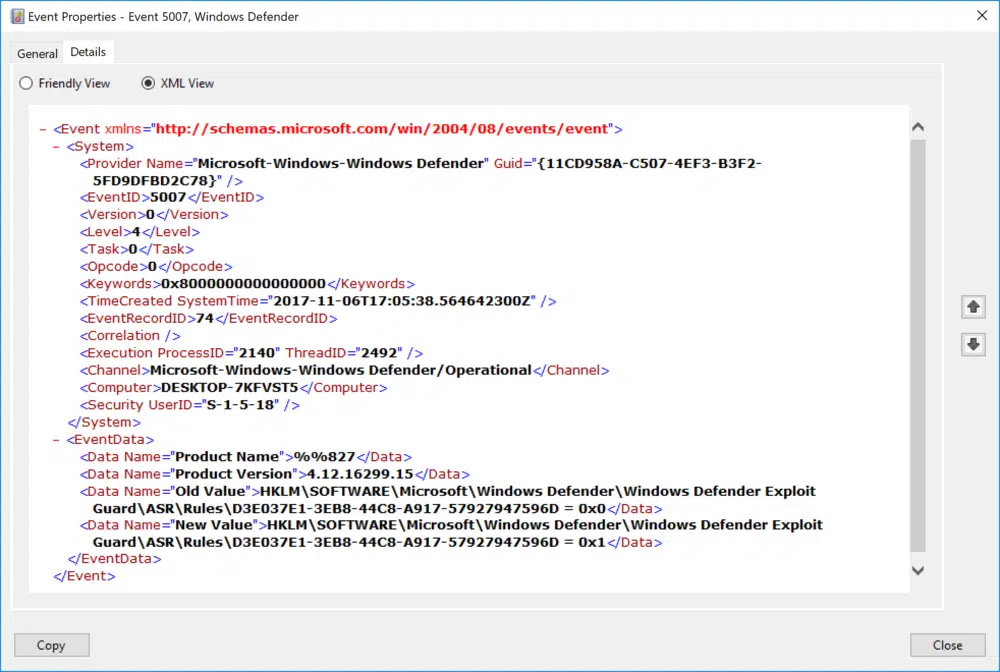 Event Properties - Event 5007, Windows Defender
General Details
Friendly View XML View
– <Event xmlns="http://schemas.microsoft.com/win/2004/08/events/event">
– <System>
<Provider Name="Microsoft-Windows-Windows Defender" Guid="{11CD958A-C507-4EF3-B3F2-
5FD9DFBD2C78}" />
<EventID>5007</EventID>
<Version>0</Version>
<Level>4</Level>
<Task>0</Task>
<Opcode>0</Opcode>
<Keywords>0x8000000000000000</Keywords>
<TimeCreated SystemTime="2017-11-06T17:05:38.564642300Z" />
<EventRecordID>74</EventRecordID>
<Correlation />
<Execution ProcessID="2140" ThreadID="2492" />
<Channel>Microsoft-Windows-Windows Defender/Operational</Channel>
<Computer>DESKTOP-7KFVST5</Computer>
<Security UserID="S-1-5-18" />
</System>
– <EventData>
<Data Name="Product Name">%%827</Data>
<Data Name="Product Version">4.12.16299.15</Data>
<Data Name="Old Value">HKLM\SOFTWARE\Microsoft\Windows Defender\Windows Defender Exploit
Guard\ASR\Rules\D3E037E1-3EB8-44C8-A917-57927947596D = 0x0</Data>
<Data Name="New Value">HKLM\SOFTWARE\Microsoft\Windows Defender\Windows Defender Exploit
Guard\ASR\Rules\D3E037E1-3EB8-44C8-A917-57927947596D = 0x1</Data>
</EventData>
</Event>
Copy Close